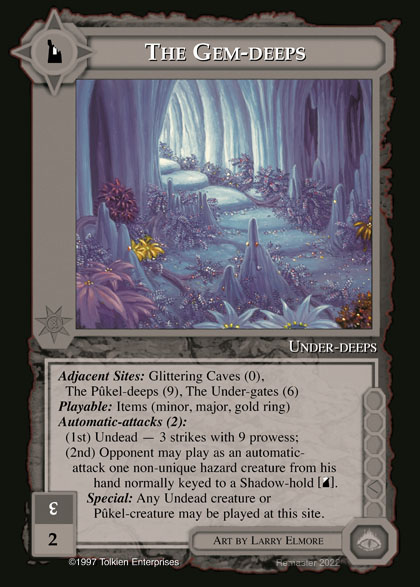 The Gem-deeps
Under-deeps
Adjacent Sites: Glittering Caves (0),
The Pûkel-deeps (9), The Under-gates (6)
Playable: Items (minor, major, gold ring)
Automatic-attacks (2):
(1st) Undead — 3 strikes with 9 prowess;
(2nd) Opponent may play as an automatic-
attack one non-unique hazard creature from his
hand normally keyed to a Shadow-hold [].
Special: Any Undead creature or
Pûkel-creature may be played at this site.
ε
2
Art by Larry Elmore
©1997 Tolkien Enterprises
Remaster 2022